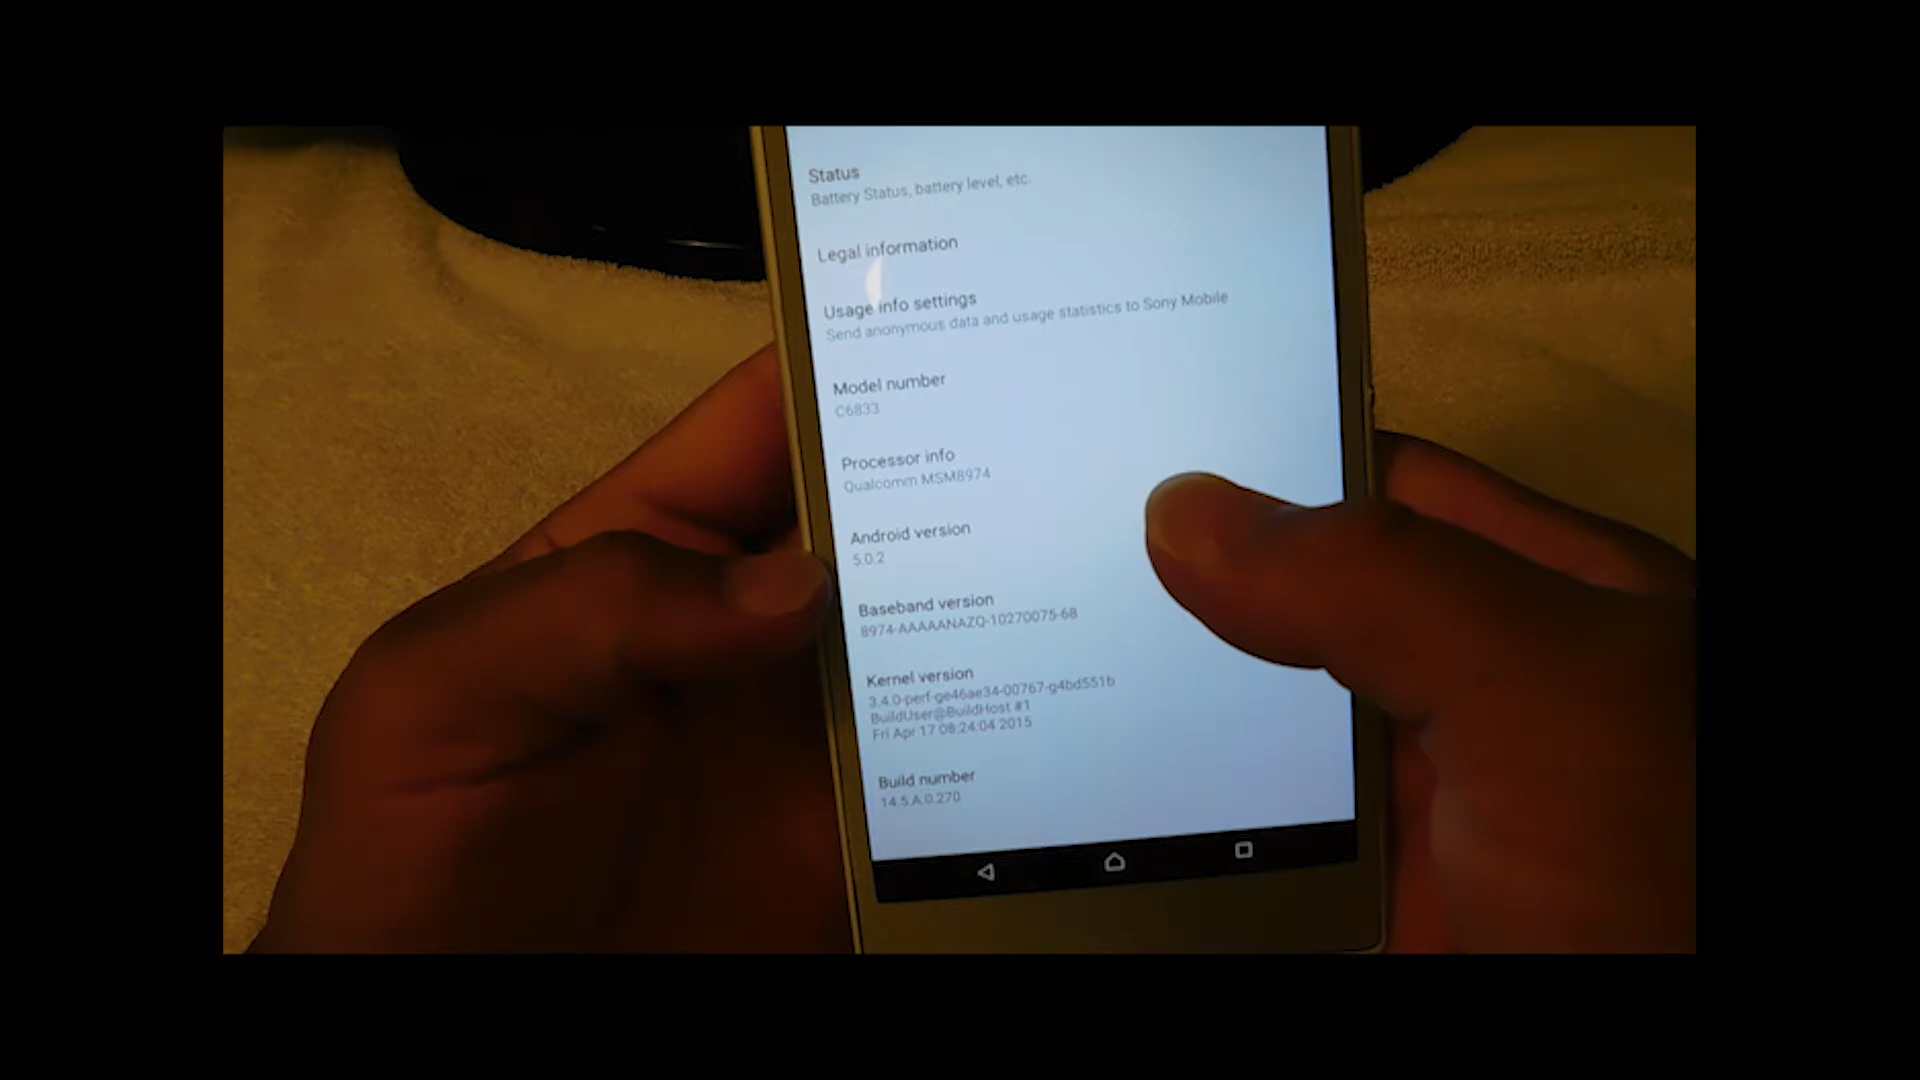 Status
Battery Status, battery level, etc.
Legal information
Usage info settings
Send anonymous data and usage statistics to Sony Mobile
Model number
C6833
Processor info
Qualcomm MSM8974
Android version
5.0.2
Baseband version
8974-AAAAANAZQ-10270075-68
Kernel version
3.4.0-perf-ge46ae34-00767-g4bd551b
BuildUser@BuildHost #1
Fri Apr 17 08:24:04 2015
Build number
14.5.A.0.270